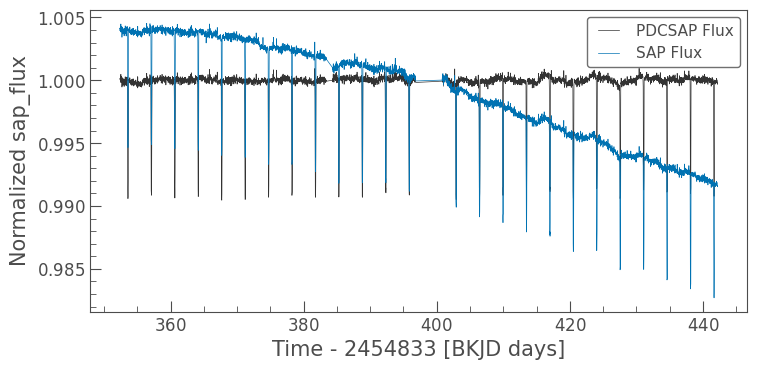 PDCSAP Flux
SAP Flux
Normalized sap_flux
1.005
1.000
0.995
0.990
0.985
360
380
400
420
440
Time - 2454833 [BKJD days]